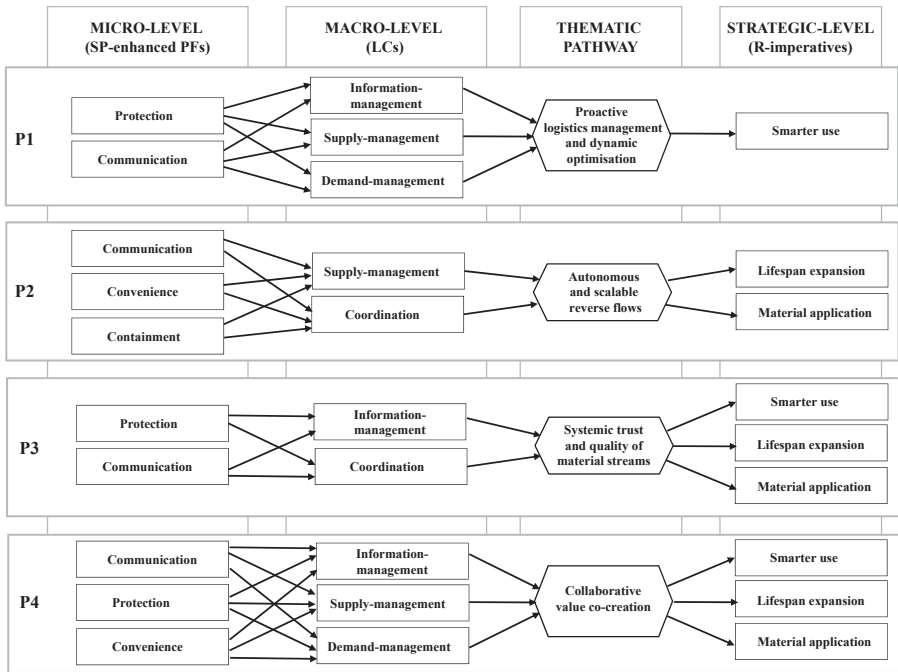 MICRO-LEVEL
(SP-enhanced PFs)
MACRO-LEVEL
(LCs)
THEMATIC
PATHWAY
STRATEGIC-LEVEL
(R-imperatives)
P1
Protection
Communication
Information-
management
Supply-management
Demand-management
Proactive
logistics management
and dynamic
optimisation
Smarter use
P2
Communication
Convenience
Containment
Supply-management
Coordination
Autonomous
and scalable
reverse flows
Lifespan expansion
Material application
P3
Protection
Communication
Information-
management
Coordination
Systemic trust
and quality of
material streams
Smarter use
Lifespan expansion
Material application
P4
Communication
Protection
Convenience
Information-
management
Supply-management
Demand-management
Collaborative
value co-creation
Smarter use
Lifespan expansion
Material application